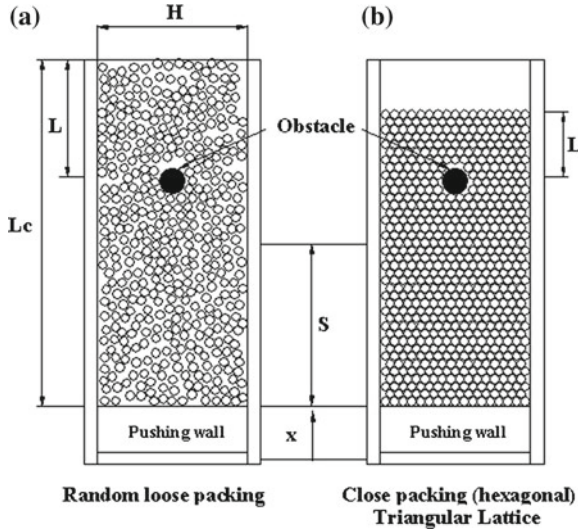 (a)
H
(b)
L
Obstacle
L
Lc
S
Pushing wall
x
Pushing wall
Random loose packing
Close packing (hexagonal)
Triangular Lattice